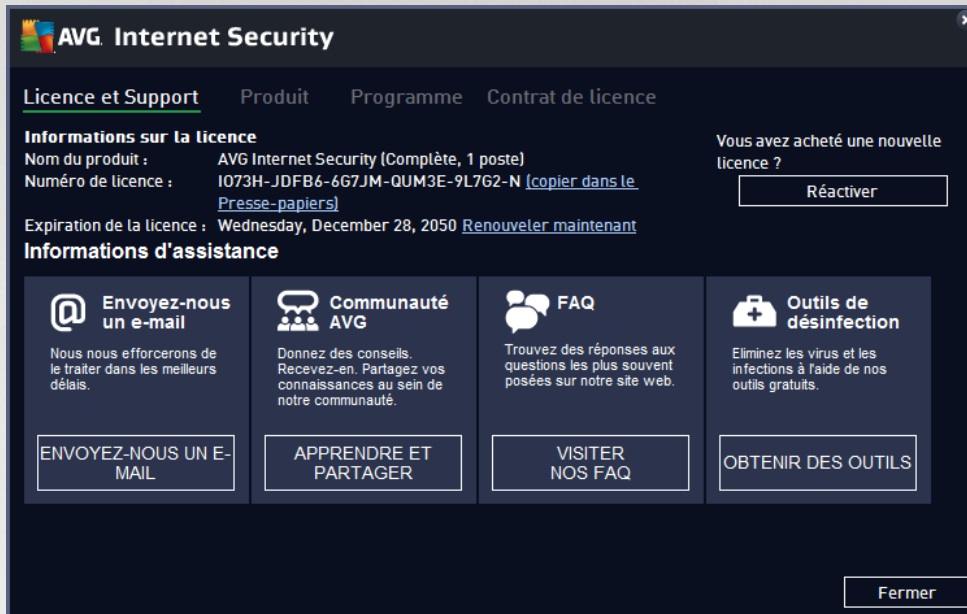 AVG Internet Security
Licence et Support Produit Programme Contrat de licence
Informations sur la licence
Nom du produit : AVG Internet Security (Complète, 1 poste)
Numéro de licence : IO73H-JDFB6-6G7JM-QUM3E-9L7G2-N (copier dans le
Presse-papiers)
Expiration de la licence : Wednesday, December 28, 2050 Renouveler maintenant
Vous avez acheté une nouvelle
licence ?
Réactiver
Informations d'assistance
Envoyez-nous
un e-mail
Nous nous efforcerons de
le traiter dans les meilleurs
délais.
ENVOYEZ-NOUS UN E-
MAIL
Communauté
AVG
Donnez des conseils.
Recevez-en. Partagez vos
connaissances au sein de
notre communauté.
APPRENDRE ET
PARTAGER
FAQ
Trouvez des réponses aux
questions les plus souvent
posées sur notre site web.
VISITER
NOS FAQ
Outils de
désinfection
Eliminez les virus et les
infections à l'aide de nos
outils gratuits.
OBTENIR DES OUTILS
Fermer